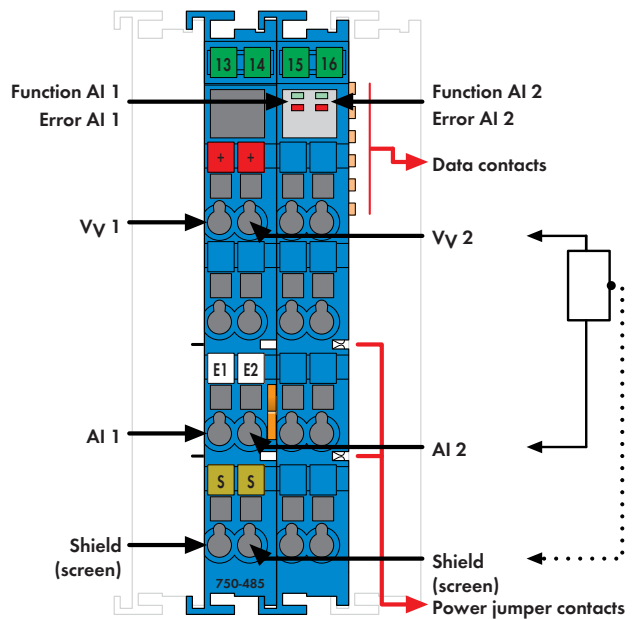 13 14 15 16
Function AI 1
Error AI 1
Function AI 2
Error AI 2
+ +
Data contacts
VV 1
VV 2
E1 E2
AI 1
AI 2
S S
Shield
(screen)
Shield
(screen)
750-485
Power jumper contacts